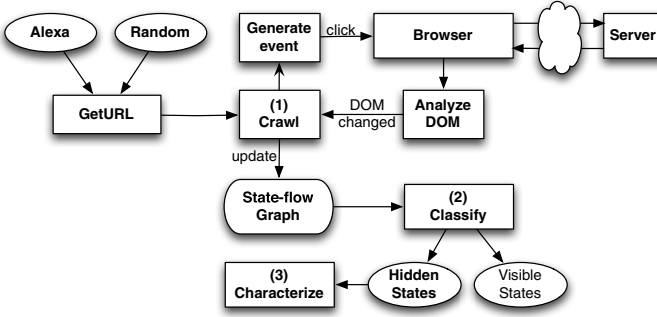 Alexa
Random
Generate
event
click
Browser
Server
GetURL
(1)
Crawl
DOM
changed
Analyze
DOM
update
State-flow
Graph
(2)
Classify
(3)
Characterize
Hidden
States
Visible
States